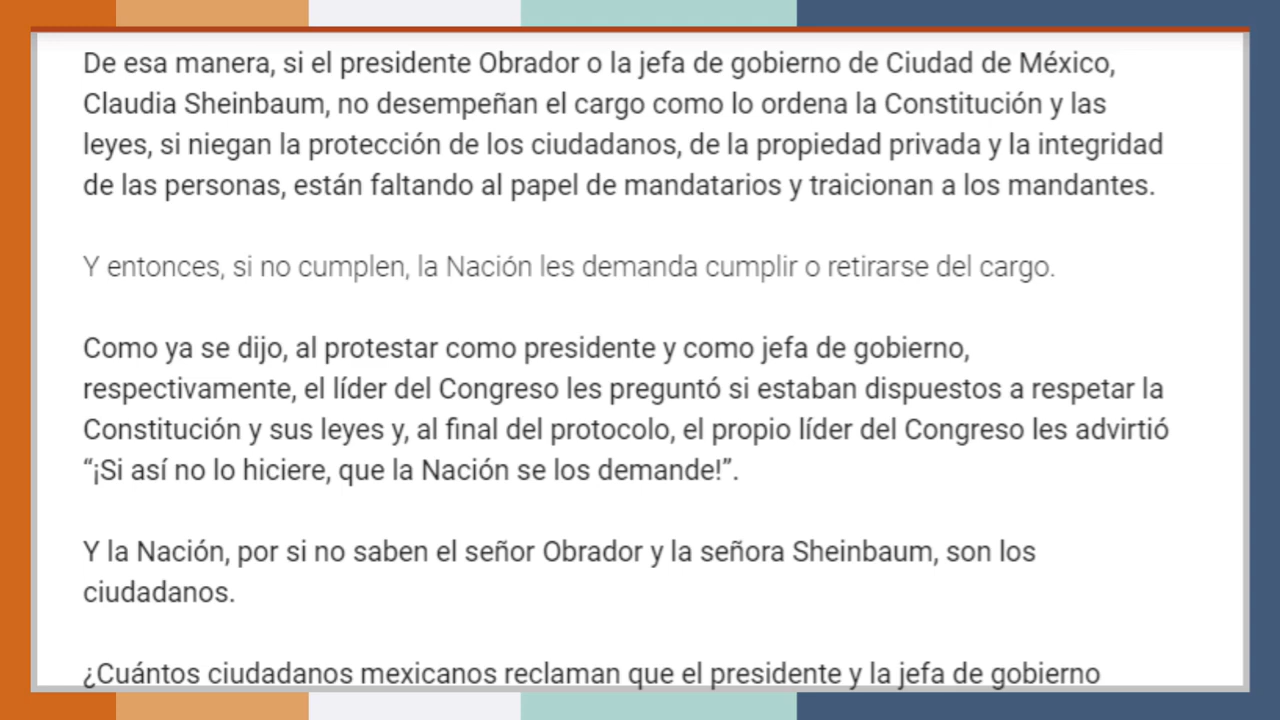 De esa manera, si el presidente Obrador o la jefa de gobierno de Ciudad de México,
Claudia Sheinbaum, no desempeñan el cargo como lo ordena la Constitución y las
leyes, si niegan la protección de los ciudadanos, de la propiedad privada y la integridad
de las personas, están faltando al papel de mandatarios y traicionan a los mandantes.
Y entonces, si no cumplen, la Nación les demanda cumplir o retirarse del cargo.
Como ya se dijo, al protestar como presidente y como jefa de gobierno,
respectivamente, el líder del Congreso les preguntó si estaban dispuestos a respetar la
Constitución y sus leyes y, al final del protocolo, el propio líder del Congreso les advirtió
“¡Si así no lo hiciere, que la Nación se los demande!”.
Y la Nación, por si no saben el señor Obrador y la señora Sheinbaum, son los
ciudadanos.
¿Cuántos ciudadanos mexicanos reclaman que el presidente y la jefa de gobierno